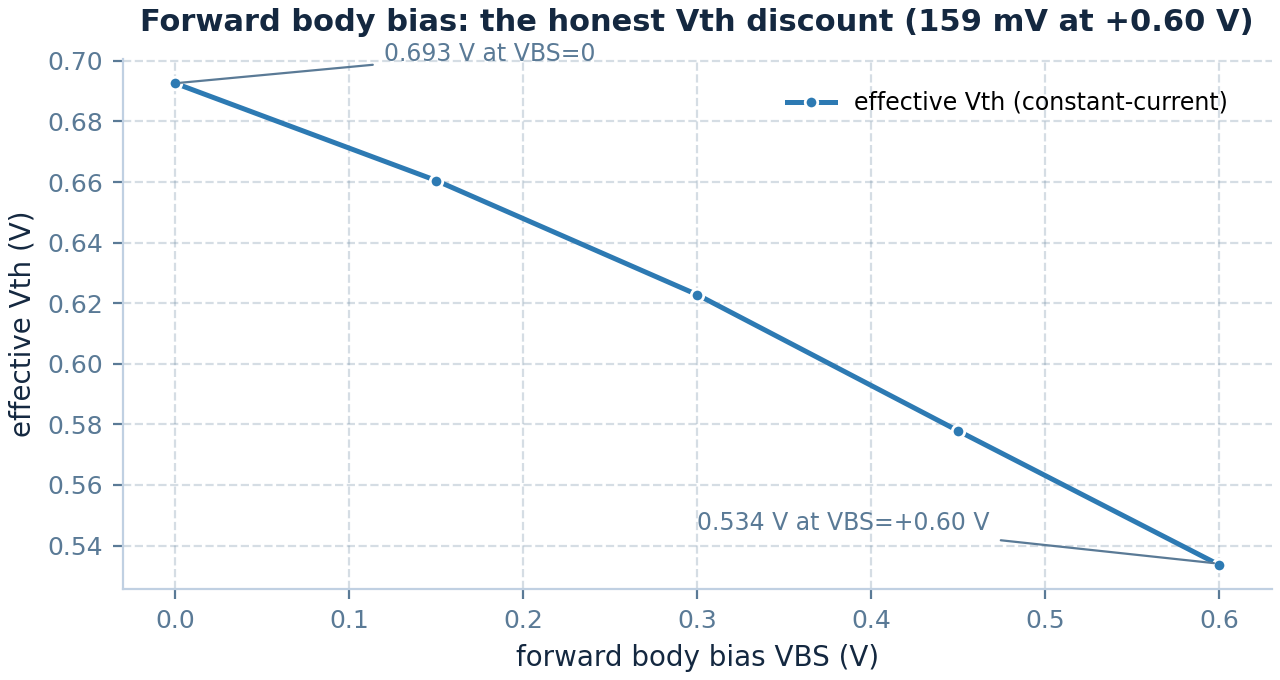 Forward body bias: the honest Vth discount (159 mV at +0.60 V)
0.693 V at VBS=0
effective Vth (constant-current)
0.534 V at VBS=+0.60 V
effective Vth (V)
0.70
0.68
0.66
0.64
0.62
0.60
0.58
0.56
0.54
0.0 0.1 0.2 0.3 0.4 0.5 0.6
forward body bias VBS (V)